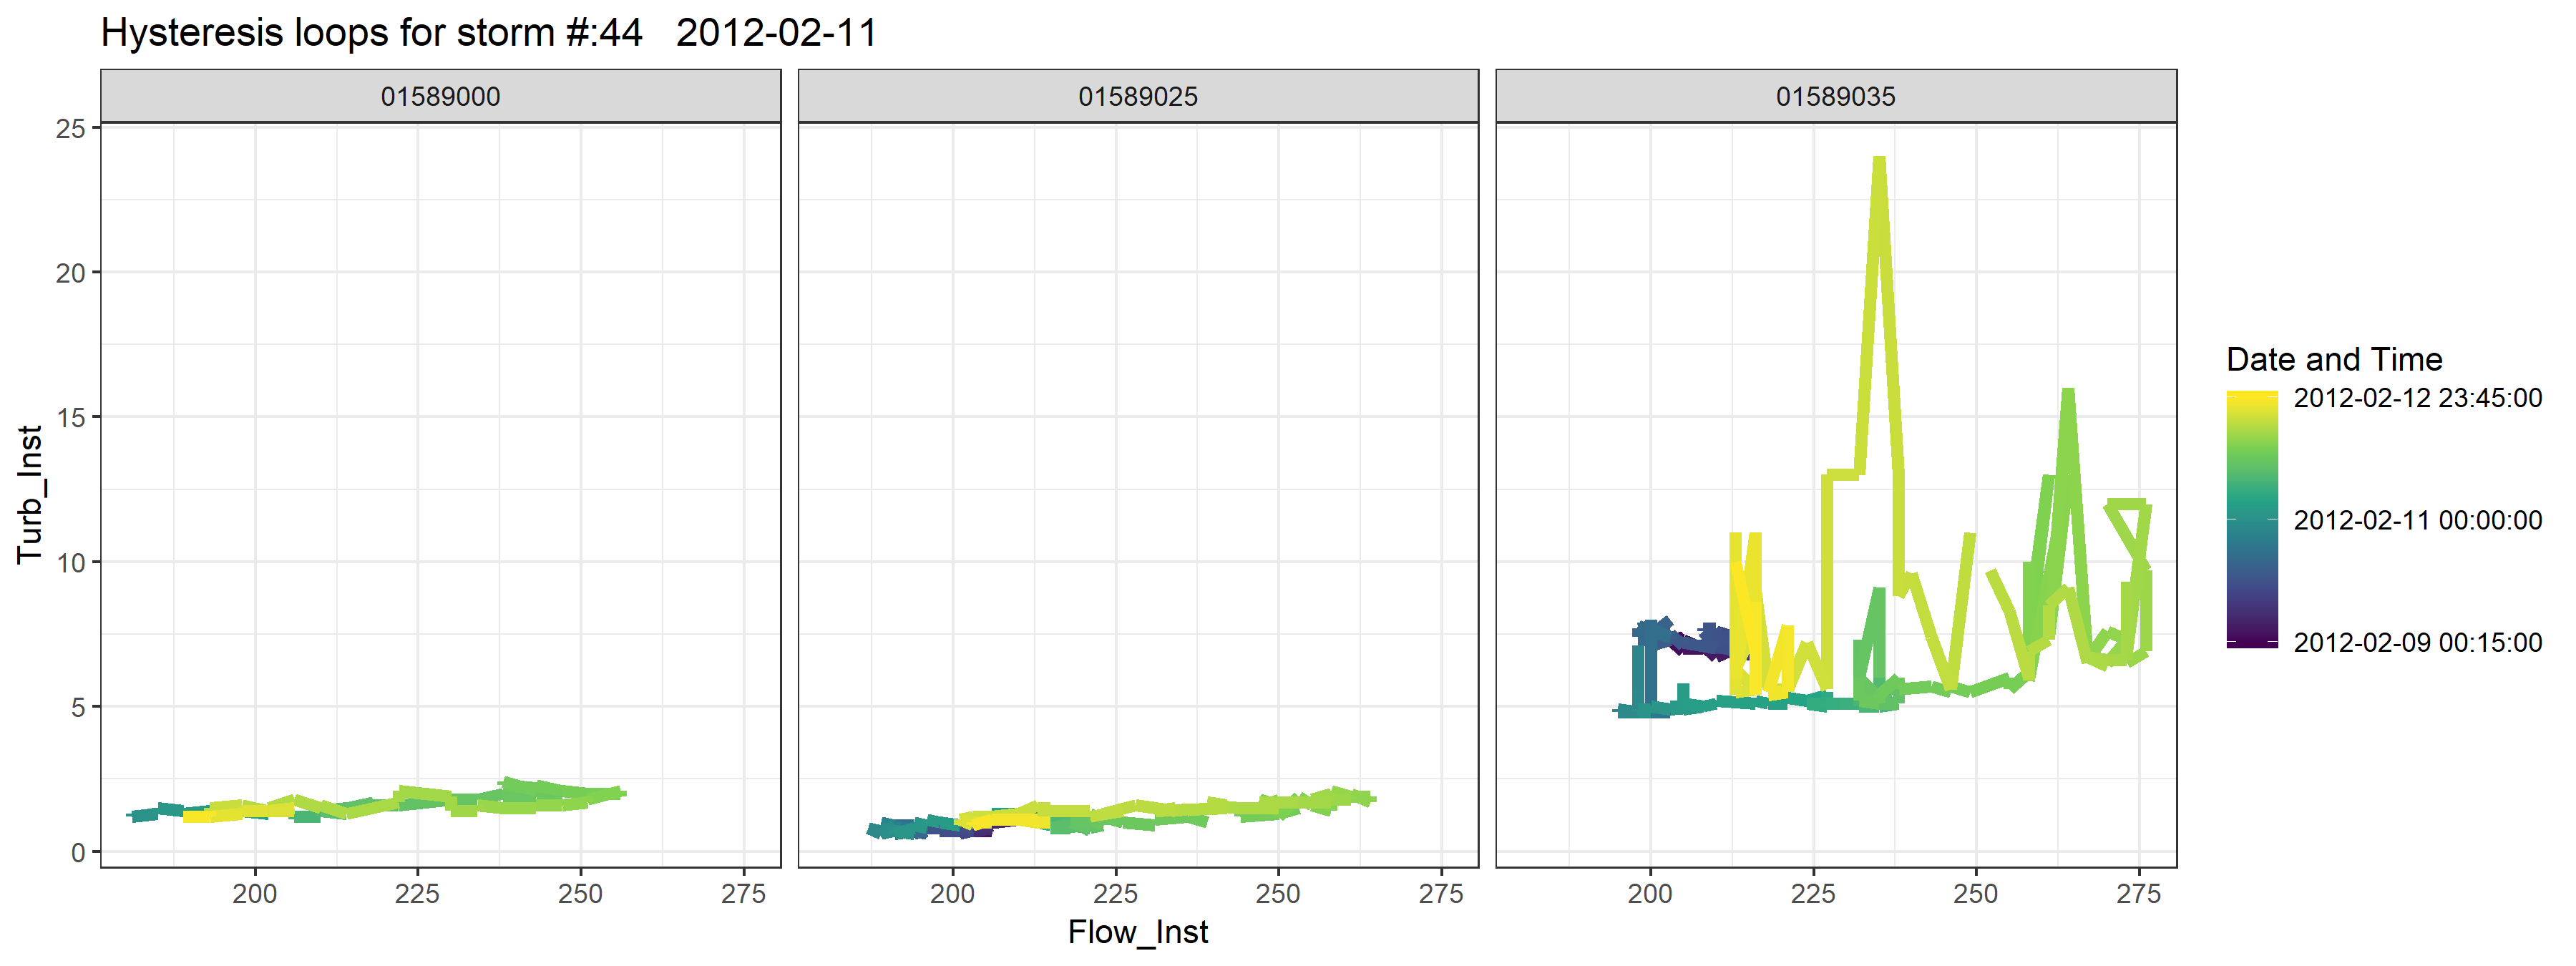 Hysteresis loops for storm #:44   2012-02-11
01589000
01589025
01589035
25
20
15
10
5
0
Turb_Inst
200 225 250 275
200 225 250 275
200 225 250 275
Flow_Inst
Date and Time
2012-02-12 23:45:00
2012-02-11 00:00:00
2012-02-09 00:15:00